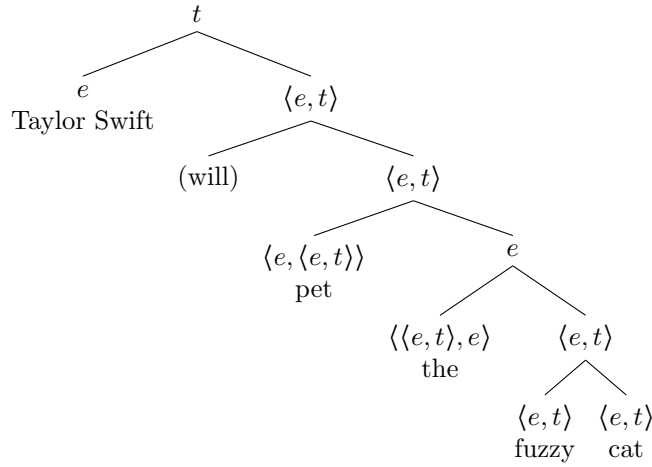 t
e
Taylor Swift
⟨e, t⟩
(will)
⟨e, t⟩
⟨e, ⟨e, t⟩⟩
pet
e
⟨⟨e, t⟩, e⟩
the
⟨e, t⟩
⟨e, t⟩
fuzzy
⟨e, t⟩
cat